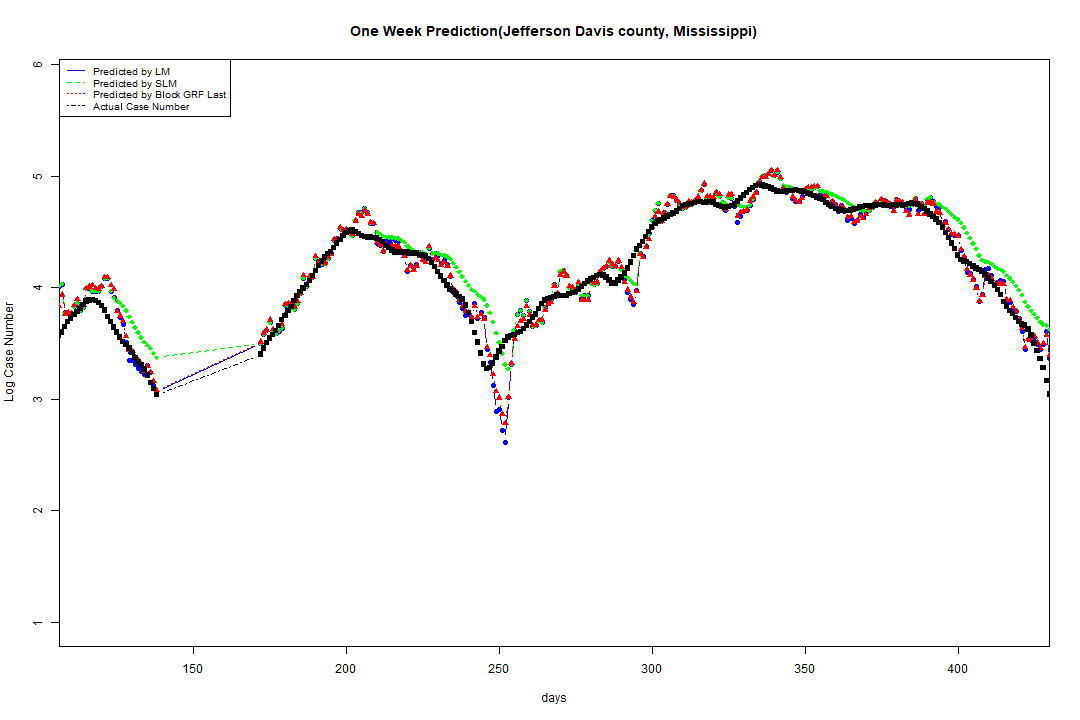 One Week Prediction(Jefferson Davis county, Mississippi)
Predicted by LM
Predicted by SLM
Predicted by Block GRF Last
Actual Case Number
6
5
4
3
2
1
Log Case Number
150
200
250
300
350
400
days